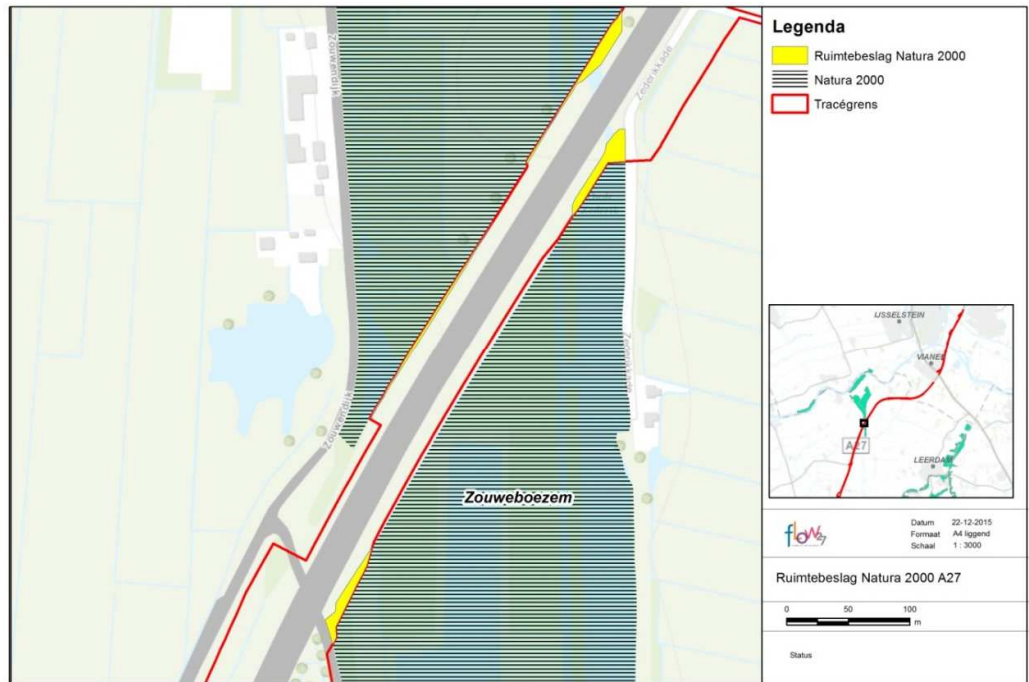 Zouwendijk
Zederikkade
Zederikkade
Zouwendijk
Zouweboezem
Legenda
Ruimtebeslag Natura 2000
Natura 2000
Tracégrens
IJSSELSTEIN
VIANEN
A27
LEERDAM
flow27
Datum 22-12-2015
Formaat A4 liggend
Schaal 1 : 3000
Ruimtebeslag Natura 2000 A27
0 50 100
m
Status